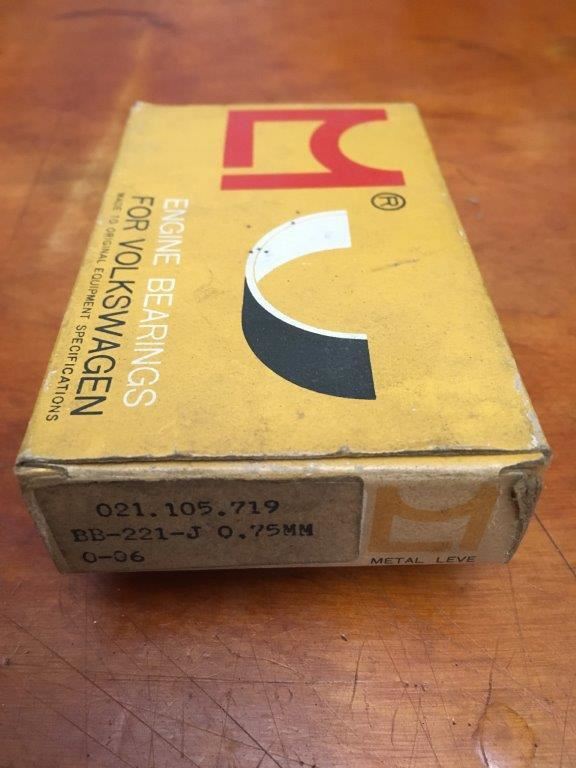 ®
ENGINE BEARINGS
FOR VOLKSWAGEN
MADE TO ORIGINAL EQUIPMENT SPECIFICATIONS
021.105.719
BB-221-J 0.75MM
0-06
METAL LEVE